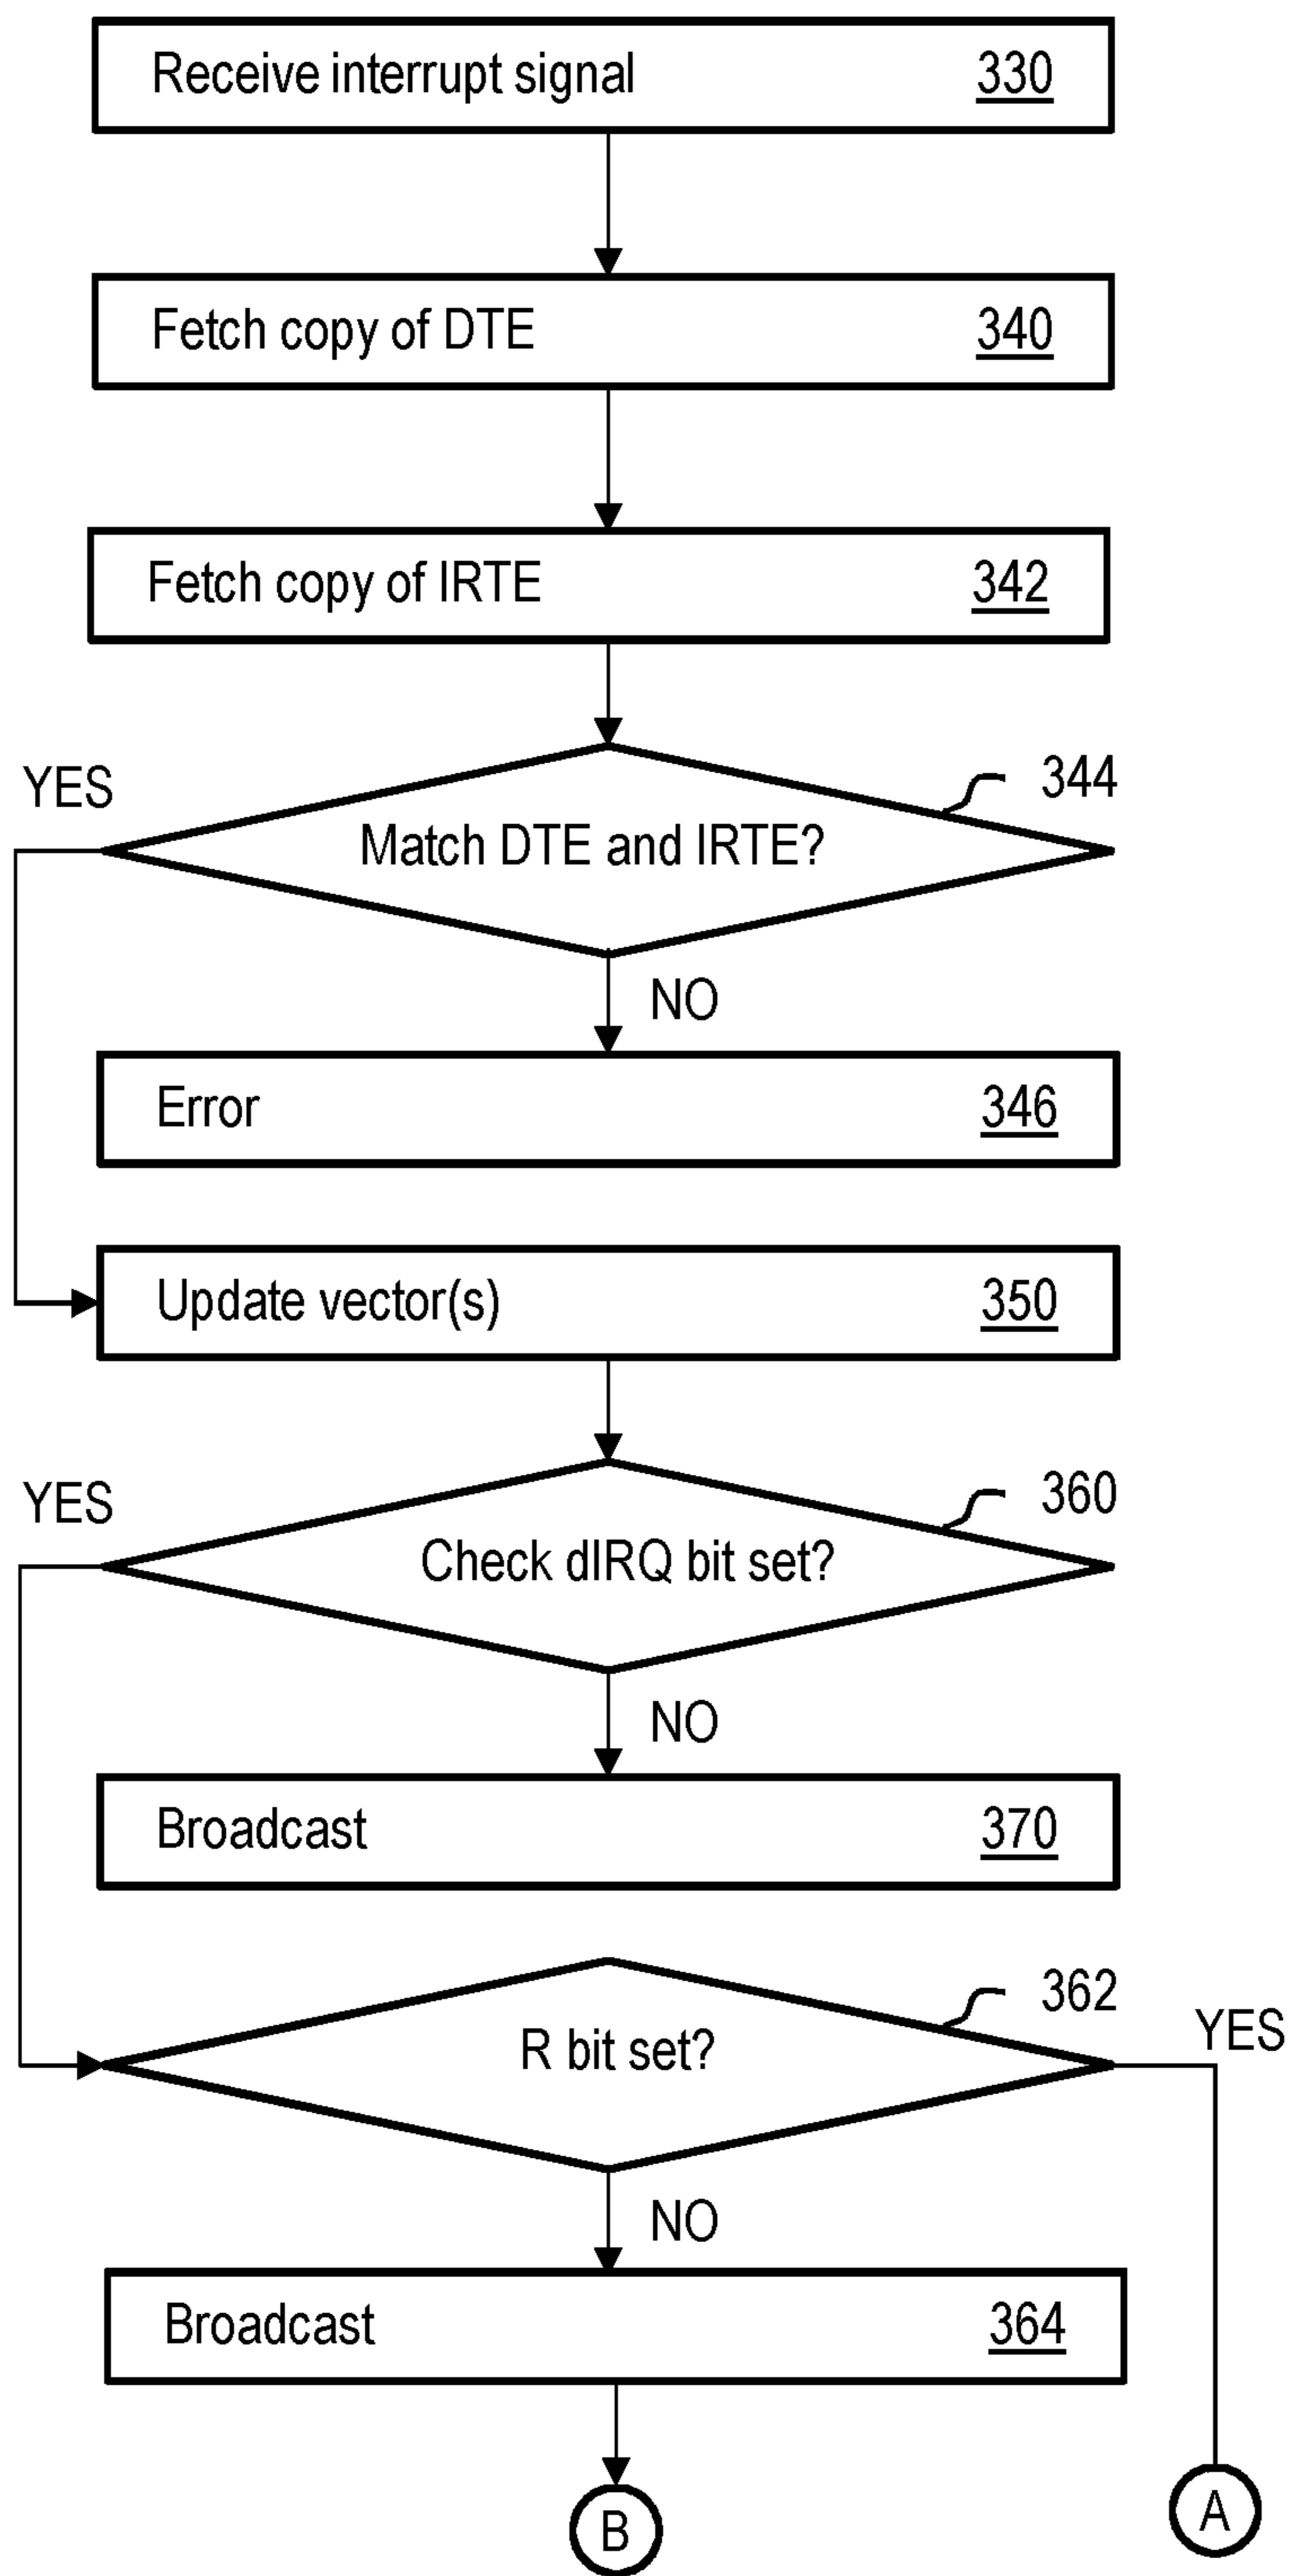 Receive interrupt signal 330
Fetch copy of DTE 340
Fetch copy of IRTE 342
YES
344
Match DTE and IRTE?
NO
Error 346
Update vector(s) 350
YES
360
Check dIRQ bit set?
NO
Broadcast 370
362
YES
R bit set?
NO
Broadcast 364
A
B